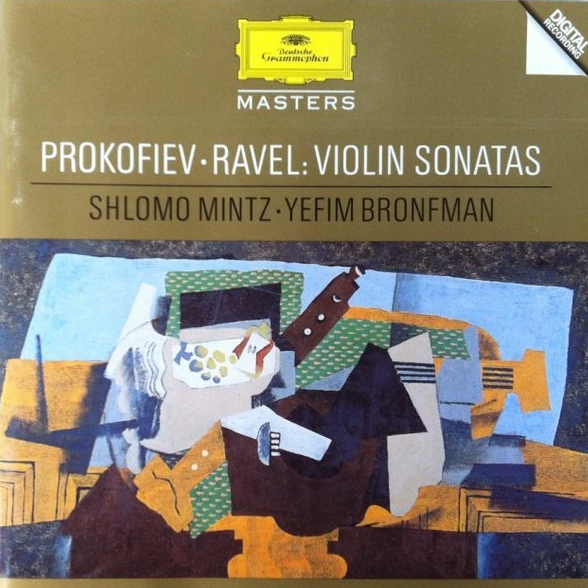 DIGITAL
RECORDING
Deutsche
Grammophon
MASTERS
PROKOFIEV · RAVEL: VIOLIN SONATAS
SHLOMO MINTZ · YEFIM BRONFMAN